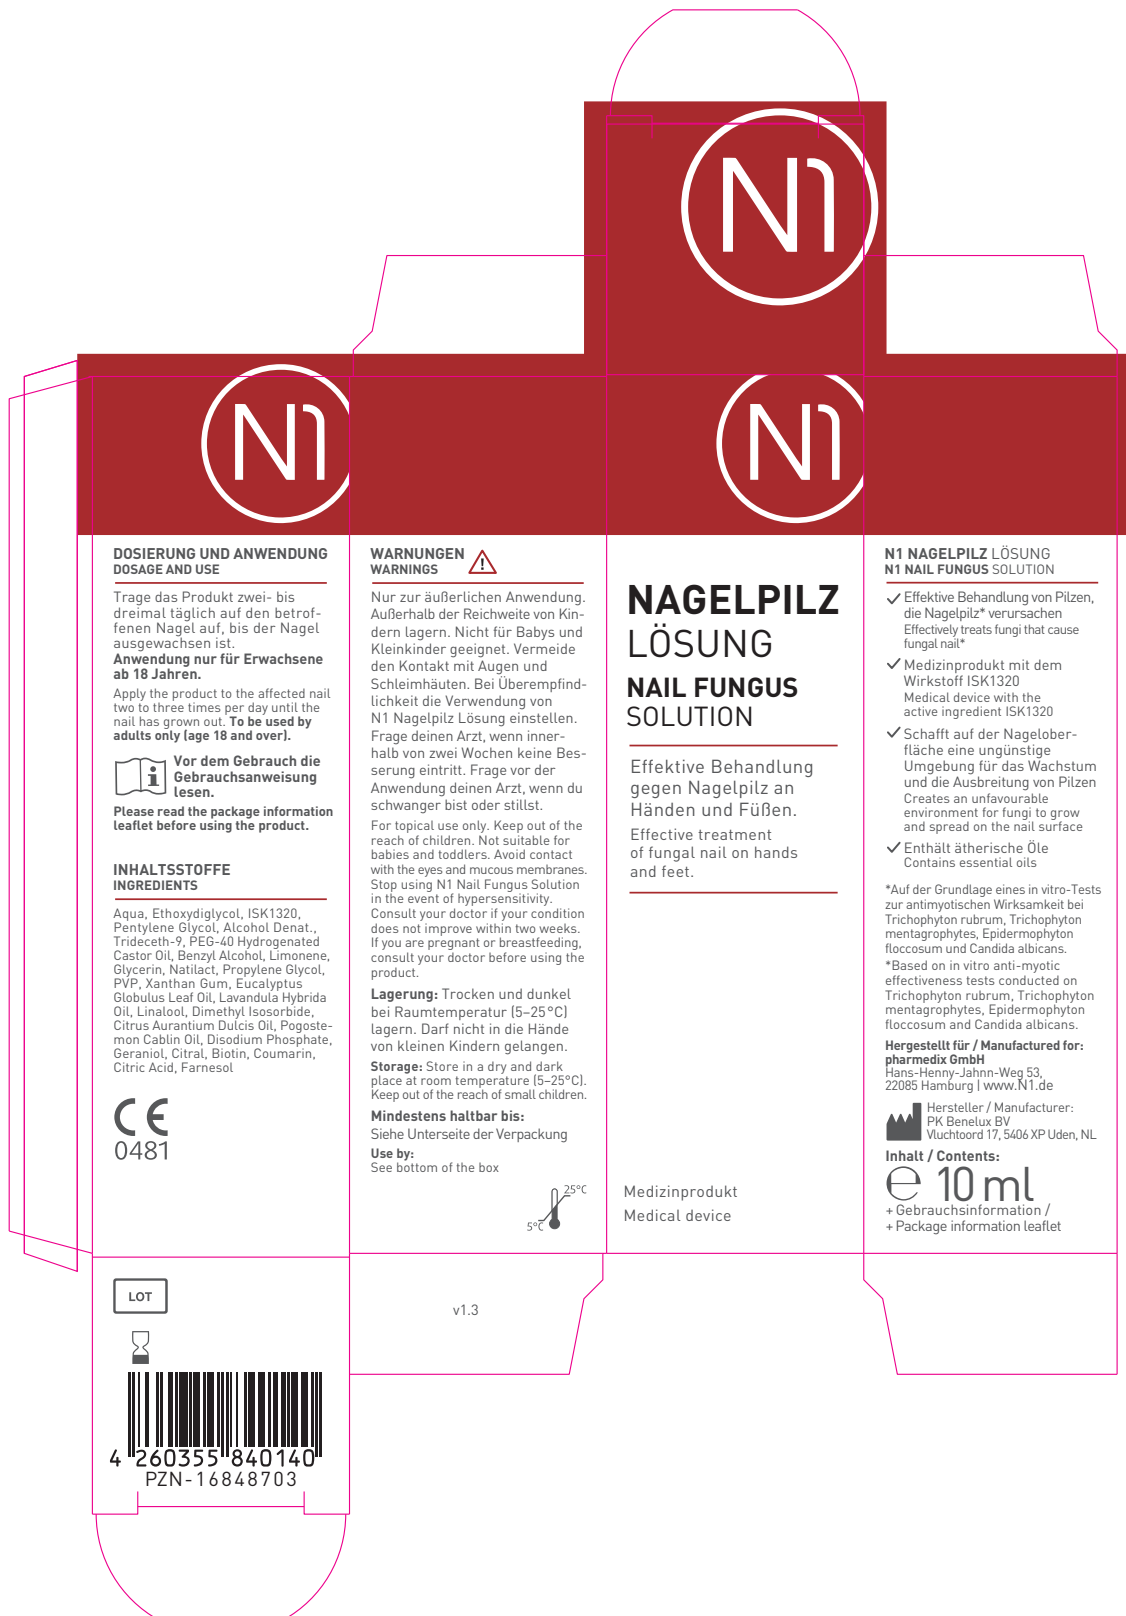 N1
N1
N1
DOSIERUNG UND ANWENDUNG
DOSAGE AND USE
Trage das Produkt zwei- bis
dreimal täglich auf den betrof-
fenen Nagel auf, bis der Nagel
ausgewachsen ist.
Anwendung nur für Erwachsene
ab 18 Jahren.
Apply the product to the affected nail
two to three times per day until the
nail has grown out. To be used by
adults only (age 18 and over).
Vor dem Gebrauch die
Gebrauchsanweisung
lesen.
Please read the package information
leaflet before using the product.
INHALTSSTOFFE
INGREDIENTS
Aqua, Ethoxydiglycol, ISK1320,
Pentylene Glycol, Alcohol Denat.,
Trideceth-9, PEG-40 Hydrogenated
Castor Oil, Benzyl Alcohol, Limonene,
Glycerin, Natilact, Propylene Glycol,
PVP, Xanthan Gum, Eucalyptus
Globulus Leaf Oil, Lavandula Hybrida
Oil, Linalool, Dimethyl Isosorbide,
Citrus Aurantium Dulcis Oil, Pogoste-
mon Cablin Oil, Disodium Phosphate,
Geraniol, Citral, Biotin, Coumarin,
Citric Acid, Farnesol
CE
0481
WARNUNGEN
WARNINGS
!
Nur zur äußerlichen Anwendung.
Außerhalb der Reichweite von Kin-
dern lagern. Nicht für Babys und
Kleinkinder geeignet. Vermeide
den Kontakt mit Augen und
Schleimhäuten. Bei Überempfind-
lichkeit die Verwendung von
N1 Nagelpilz Lösung einstellen.
Frage deinen Arzt, wenn inner-
halb von zwei Wochen keine Bes-
serung eintritt. Frage vor der
Anwendung deinen Arzt, wenn du
schwanger bist oder stillst.
For topical use only. Keep out of the
reach of children. Not suitable for
babies and toddlers. Avoid contact
with the eyes and mucous membranes.
Stop using N1 Nail Fungus Solution
in the event of hypersensitivity.
Consult your doctor if your condition
does not improve within two weeks.
If you are pregnant or breastfeeding,
consult your doctor before using the
product.
Lagerung: Trocken und dunkel
bei Raumtemperatur (5–25°C)
lagern. Darf nicht in die Hände
von kleinen Kindern gelangen.
Storage: Store in a dry and dark
place at room temperature (5–25°C).
Keep out of the reach of small children.
Mindestens haltbar bis:
Siehe Unterseite der Verpackung
Use by:
See bottom of the box
25°C
5°C
NAGELPILZ
LÖSUNG
NAIL FUNGUS
SOLUTION
Effektive Behandlung
gegen Nagelpilz an
Händen und Füßen.
Effective treatment
of fungal nail on hands
and feet.
Medizinprodukt
Medical device
N1 NAGELPILZ LÖSUNG
N1 NAIL FUNGUS SOLUTION
Effektive Behandlung von Pilzen,
die Nagelpilz* verursachen
Effectively treats fungi that cause
fungal nail*
Medizinprodukt mit dem
Wirkstoff ISK1320
Medical device with the
active ingredient ISK1320
Schafft auf der Nagelober-
fläche eine ungünstige
Umgebung für das Wachstum
und die Ausbreitung von Pilzen
Creates an unfavourable
environment for fungi to grow
and spread on the nail surface
Enthält ätherische Öle
Contains essential oils
*Auf der Grundlage eines in vitro-Tests
zur antimyotischen Wirksamkeit bei
Trichophyton rubrum, Trichophyton
mentagrophytes, Epidermophyton
floccosum und Candida albicans.
*Based on in vitro anti-myotic
effectiveness tests conducted on
Trichophyton rubrum, Trichophyton
mentagrophytes, Epidermophyton
floccosum and Candida albicans.
Hergestellt für / Manufactured for:
pharmedix GmbH
Hans-Henny-Jahnn-Weg 53,
22085 Hamburg | www.N1.de
Hersteller / Manufacturer:
PK Benelux BV
Vluchtoord 17, 5406 XP Uden, NL
Inhalt / Contents:
℮ 10 ml
+ Gebrauchsinformation /
+ Package information leaflet
LOT
4 260355 840140
PZN-16848703
v1.3